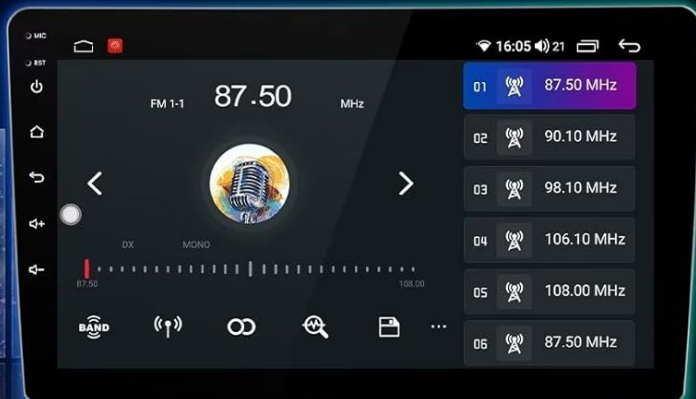 MIC
16:05 21
RST
FM 1-1 87.50 MHz
DX MONO
87.50 108.00
BAND
01 87.50 MHz
02 90.10 MHz
03 98.10 MHz
04 106.10 MHz
05 108.00 MHz
06 87.50 MHz